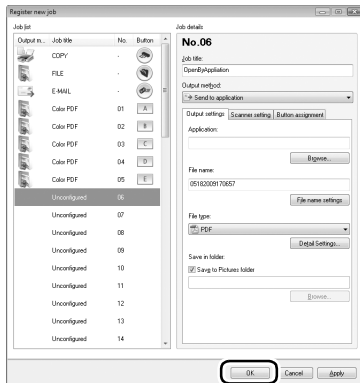 Register new job
Job list
Output m... Job title No. Button
COPY -
FILE -
E-MAIL -
Color PDF 01 A
Color PDF 02 B
Color PDF 03 C
Color PDF 04 D
Color PDF 05 E
Unconfigured 06
Unconfigured 07
Unconfigured 08
Unconfigured 09
Unconfigured 10
Unconfigured 11
Unconfigured 12
Unconfigured 13
Unconfigured 14
Job details
No.06
Job title:
OpenByAppliation
Output method:
Send to application
Output settings Scanner setting Button assignment
Application:
Browse...
File name:
05182009170657
File name settings
File type:
PDF
Detail Settings...
Save in folder:
Save to Pictures folder
Browse...
OK Cancel Apply